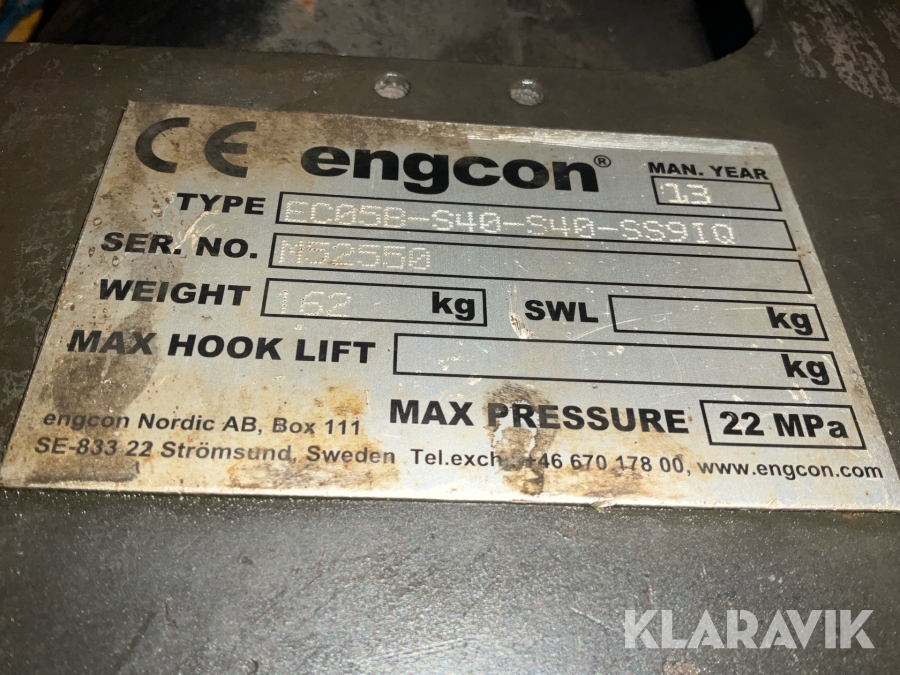 CE engcon® MAN. YEAR
TYPE EC05B-S40-S40-SS9IQ 13
SER. NO. M52550
WEIGHT 162 kg SWL kg
MAX HOOK LIFT kg
engcon Nordic AB, Box 111 MAX PRESSURE 22 MPa
SE-833 22 Strömsund, Sweden Tel.exch. +46 670 178 00, www.engcon.com
KLARAVIK